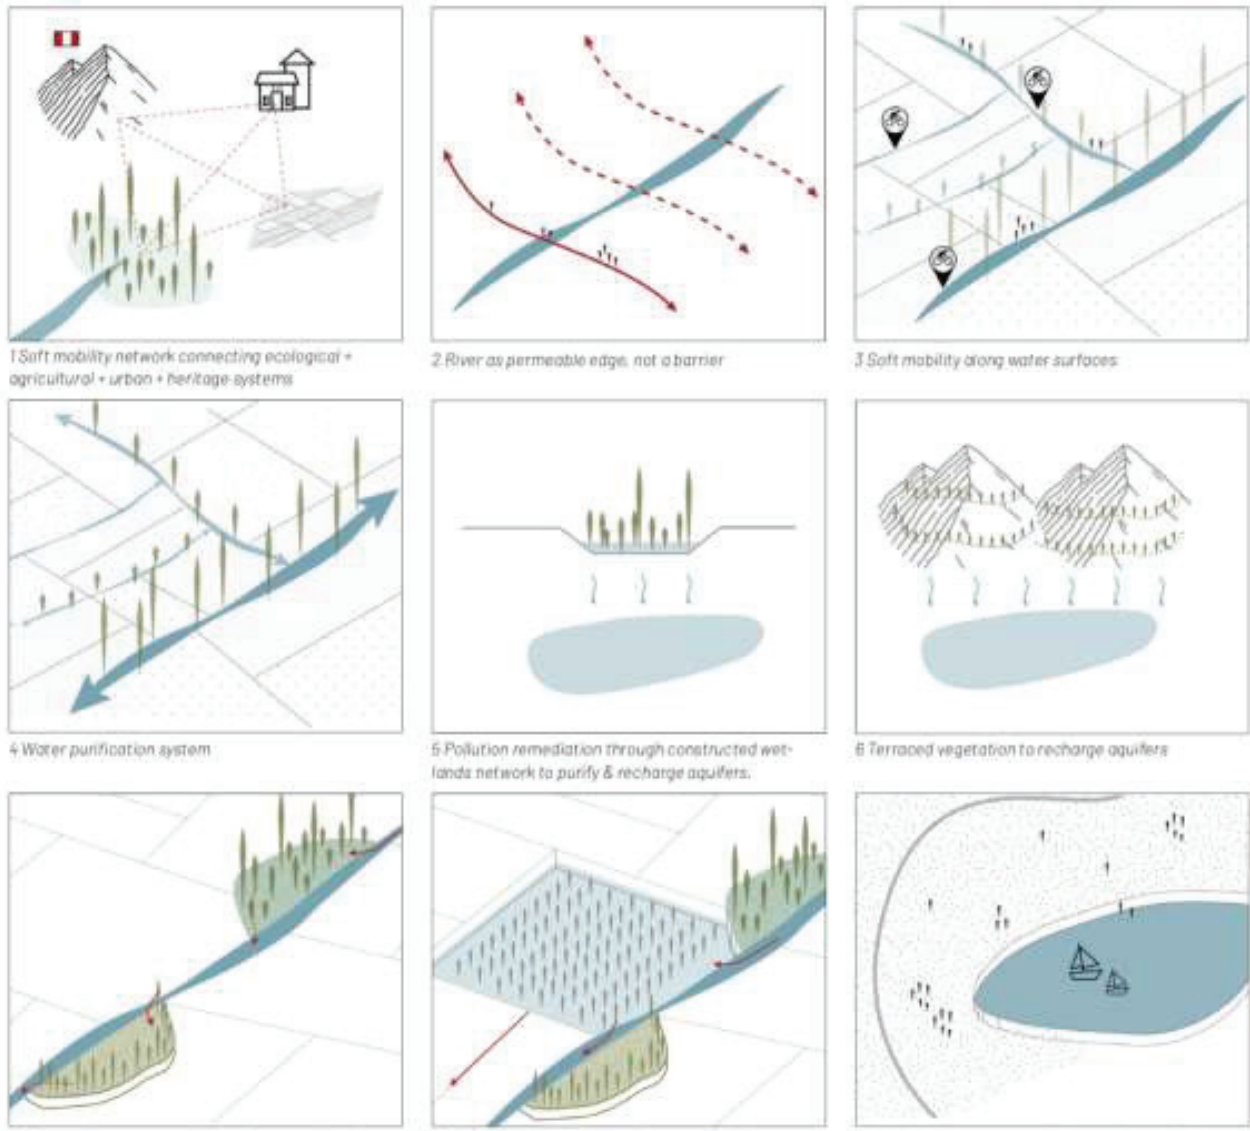 1 Soft mobility network connecting ecological +
agricultural + urban + heritage systems
2 River as permeable edge, not a barrier
3 Soft mobility along water surfaces
4 Water purification system
5 Pollution remediation through constructed wet-
lands network to purify & recharge aquifers.
6 Terraced vegetation to recharge aquifers